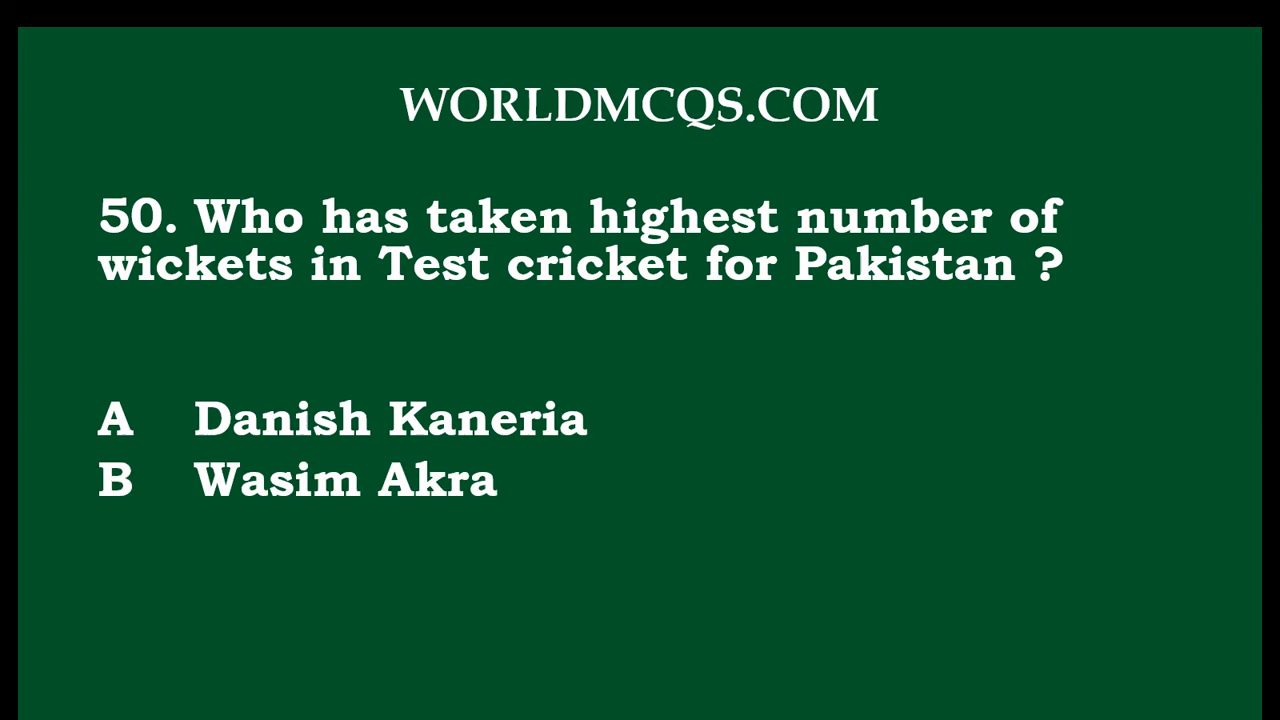 WORLDMCQS.COM
50. Who has taken highest number of
wickets in Test cricket for Pakistan ?
A Danish Kaneria
B Wasim Akra